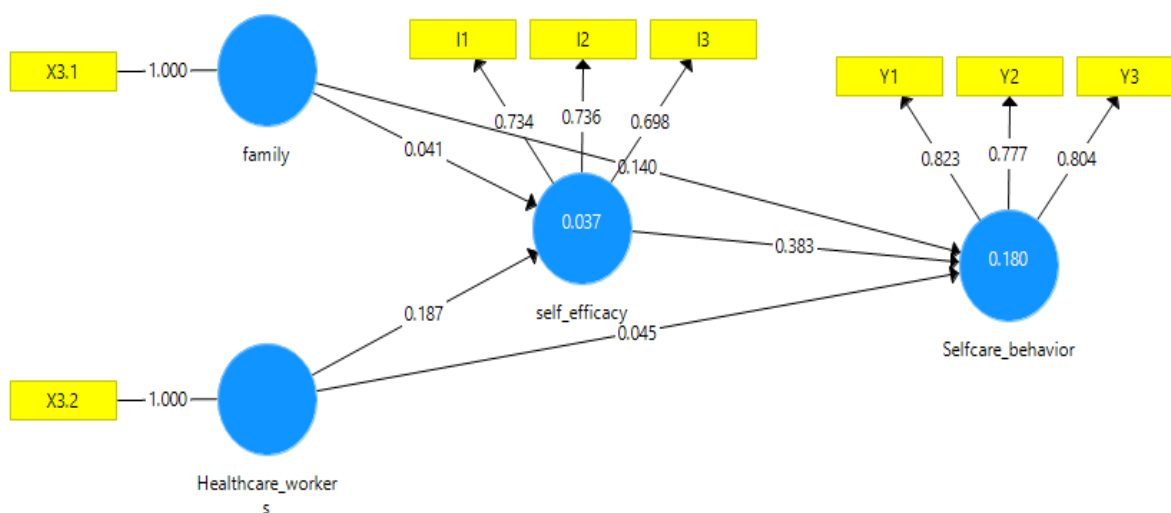 I1
I2
I3
X3.1
1.000
Y1
Y2
Y3
0.734
0.736
0.698
family
0.041
0.140
0.823
0.777
0.804
0.037
0.383
0.180
0.187
self_efficacy
0.045
Selfcare_behavior
X3.2
1.000
Healthcare_worker
s